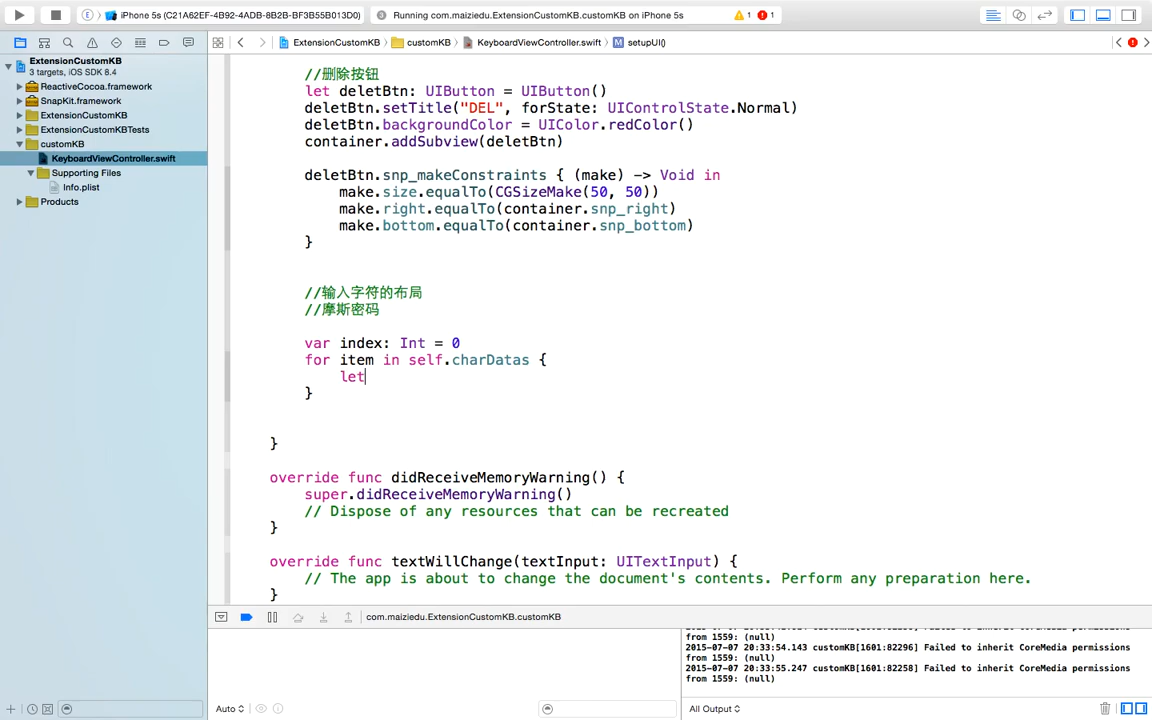 iPhone 5s (C21A62EF-4B92-4ADB-8B2B-BF3B55B013D0)
Running com.maiziedu.ExtensionCustomKB.customKB on iPhone 5s
1
1
ExtensionCustomKB
3 targets, iOS SDK 8.4
ReactiveCocoa.framework
SnapKit.framework
ExtensionCustomKB
ExtensionCustomKBTests
customKB
KeyboardViewController.swift
Supporting Files
Info.plist
Products
ExtensionCustomKB
customKB
KeyboardViewController.swift
M setupUI()
//删除按钮
let deletBtn: UIButton = UIButton()
deletBtn.setTitle("DEL", forState: UIControlState.Normal)
deletBtn.backgroundColor = UIColor.redColor()
container.addSubview(deletBtn)
deletBtn.snp_makeConstraints { (make) -> Void in
make.size.equalTo(CGSizeMake(50, 50))
make.right.equalTo(container.snp_right)
make.bottom.equalTo(container.snp_bottom)
}
//输入字符的布局
//摩斯密码
var index: Int = 0
for item in self.charDatas {
let
}
}
override func didReceiveMemoryWarning() {
super.didReceiveMemoryWarning()
// Dispose of any resources that can be recreated
}
override func textWillChange(textInput: UITextInput) {
// The app is about to change the document's contents. Perform any preparation here.
}
com.maiziedu.ExtensionCustomKB.customKB
from 1559: (null)
2015-07-07 20:33:54.143 customKB[1601:82296] Failed to inherit CoreMedia permissions
from 1559: (null)
2015-07-07 20:33:55.247 customKB[1601:82258] Failed to inherit CoreMedia permissions
from 1559: (null)
Auto
All Output